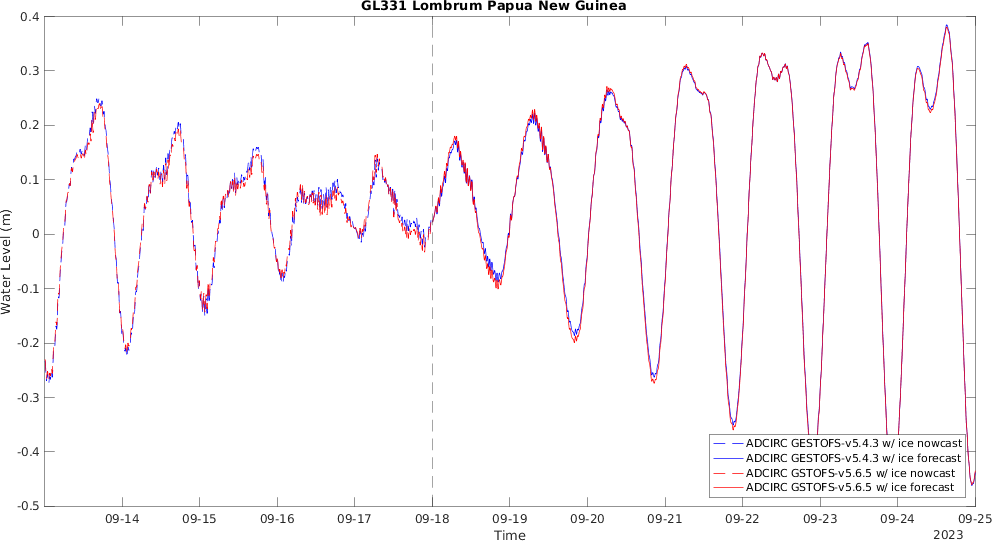 GL331 Lombrum Papua New Guinea
0.4
0.3
0.2
0.1
0
-0.1
-0.2
-0.3
-0.4
-0.5
Water Level (m)
ADCIRC GESTOFS-v5.4.3 w/ ice nowcast
ADCIRC GESTOFS-v5.4.3 w/ ice forecast
ADCIRC GSTOFS-v5.6.5 w/ ice nowcast
ADCIRC GSTOFS-v5.6.5 w/ ice forecast
09-14 09-15 09-16 09-17 09-18 09-19 09-20 09-21 09-22 09-23 09-24 09-25
Time
2023